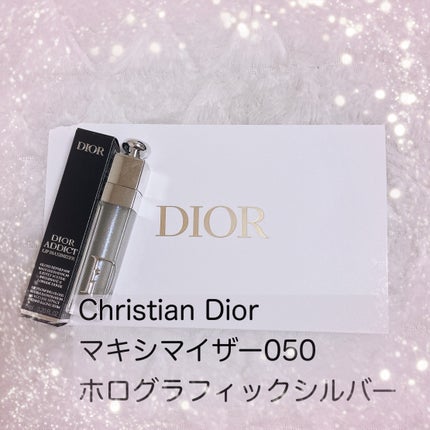 DIOR
DIOR
ADDICT
LIP MAXIMIZER
DIOR
Christian Dior
マキシマイザー050
ホログラフィックシルバー